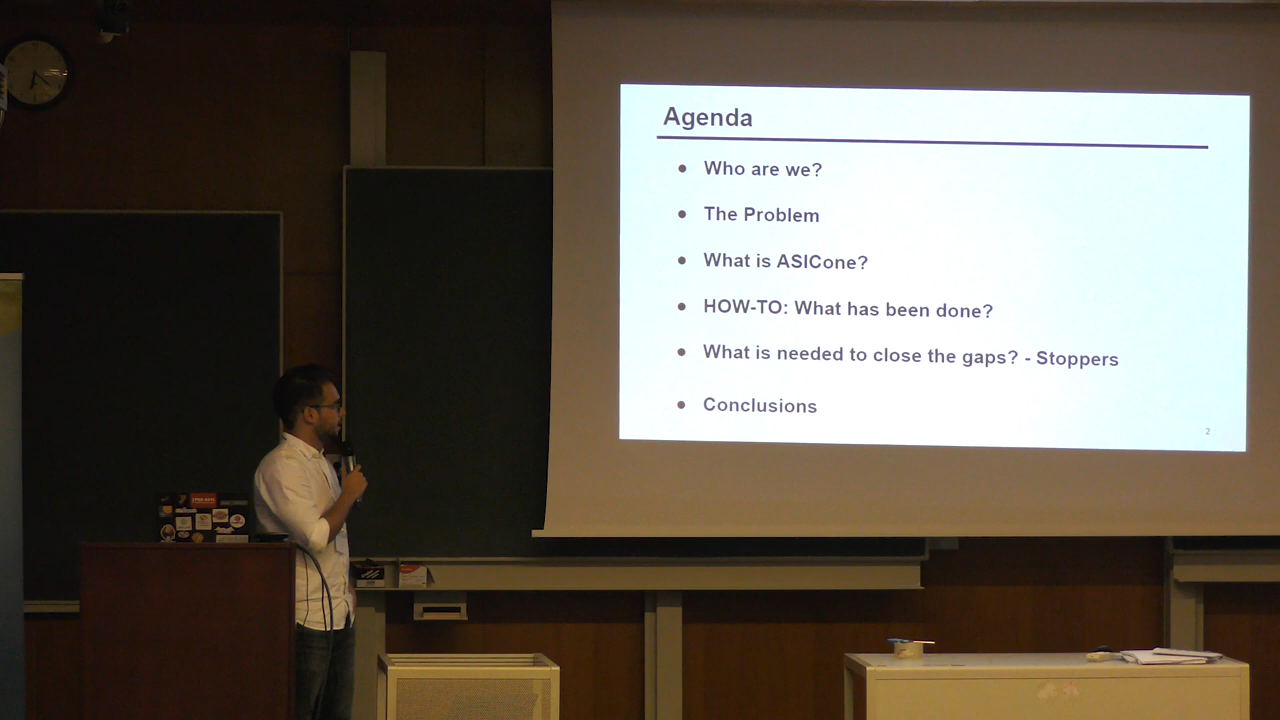 Agenda
● Who are we?
● The Problem
● What is ASICone?
● HOW-TO: What has been done?
● What is needed to close the gaps? - Stoppers
● Conclusions
2